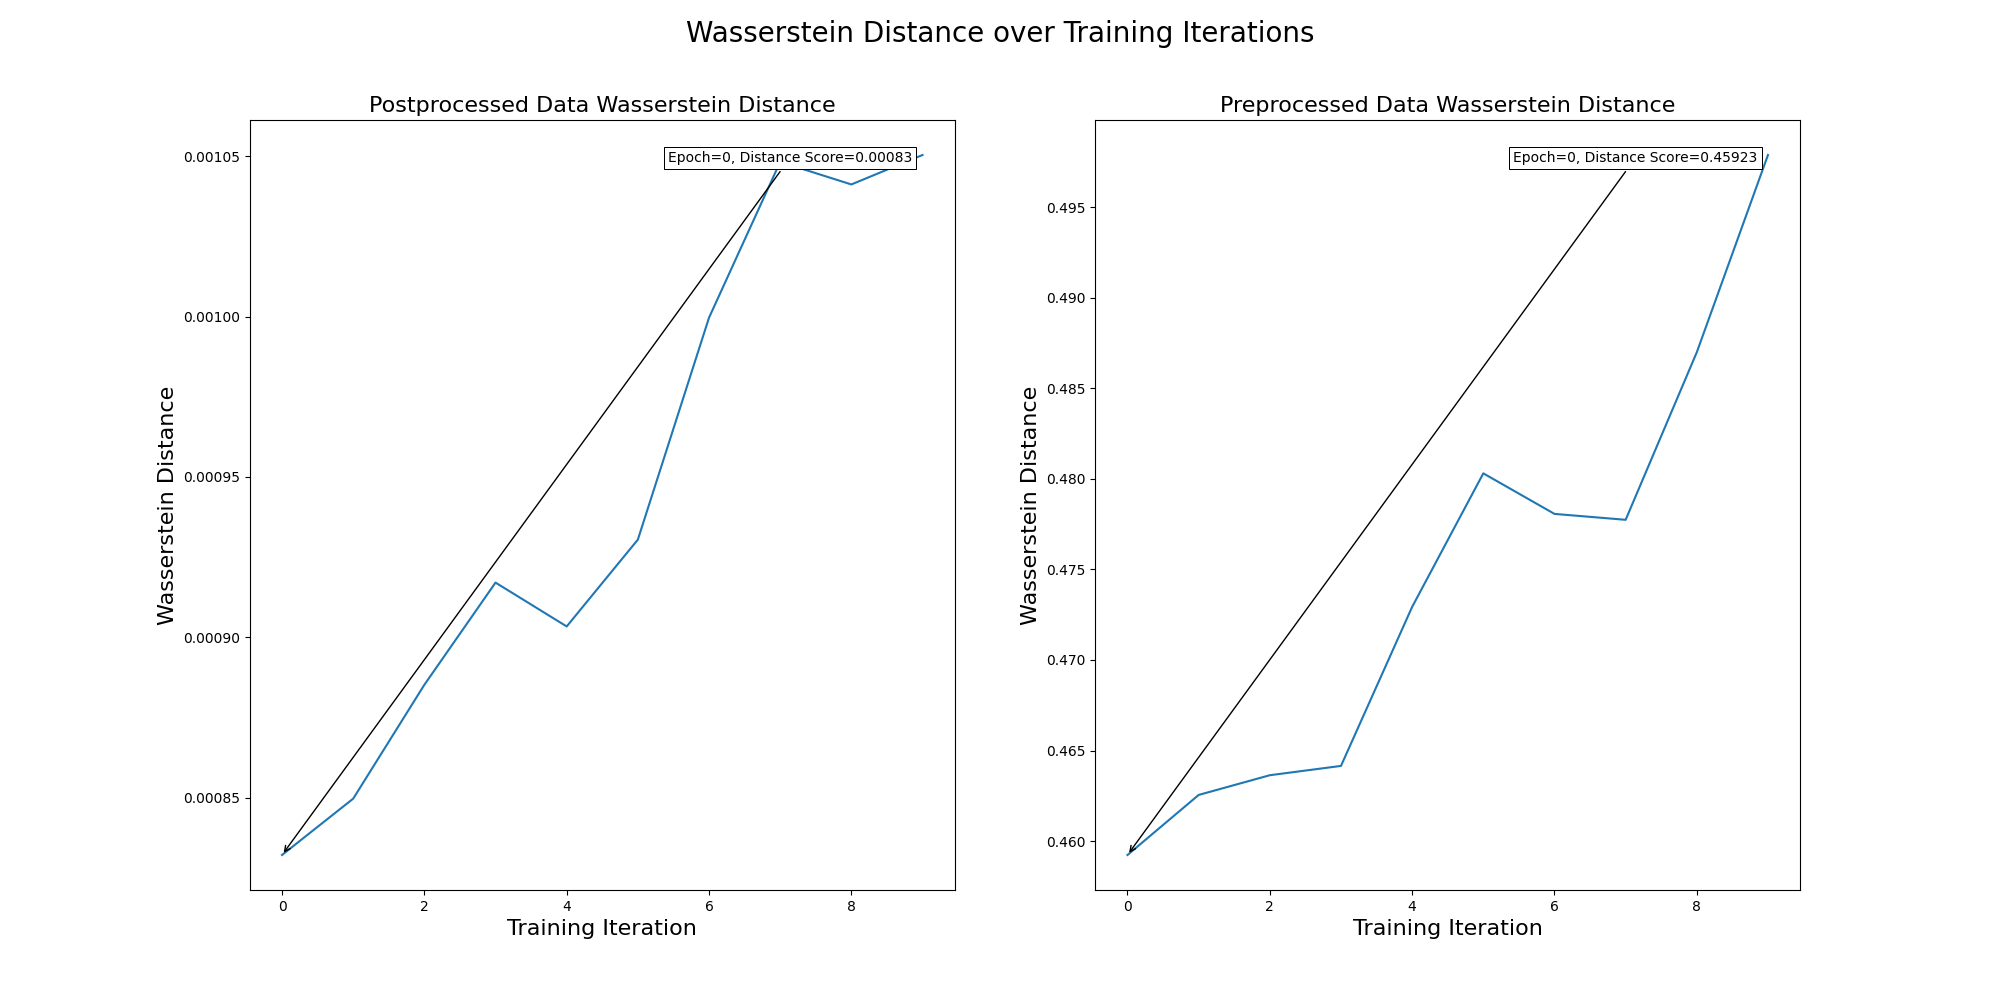 Wasserstein Distance over Training Iterations
Postprocessed Data Wasserstein Distance
Epoch=0, Distance Score=0.00083
0.00105
0.00100
0.00095
0.00090
0.00085
Wasserstein Distance
0 2 4 6 8
Training Iteration
Preprocessed Data Wasserstein Distance
Epoch=0, Distance Score=0.45923
0.495
0.490
0.485
0.480
0.475
0.470
0.465
0.460
Wasserstein Distance
0 2 4 6 8
Training Iteration